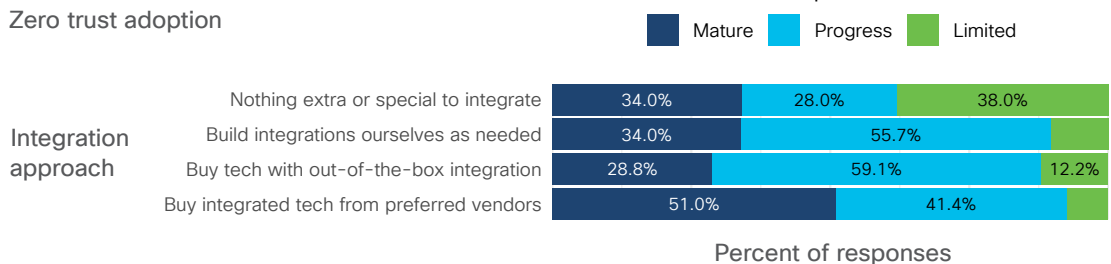 Zero trust adoption
Mature Progress Limited
Nothing extra or special to integrate 34.0% 28.0% 38.0%
Integration approach
Build integrations ourselves as needed 34.0% 55.7%
Buy tech with out-of-the-box integration 28.8% 59.1% 12.2%
Buy integrated tech from preferred vendors 51.0% 41.4%
Percent of responses